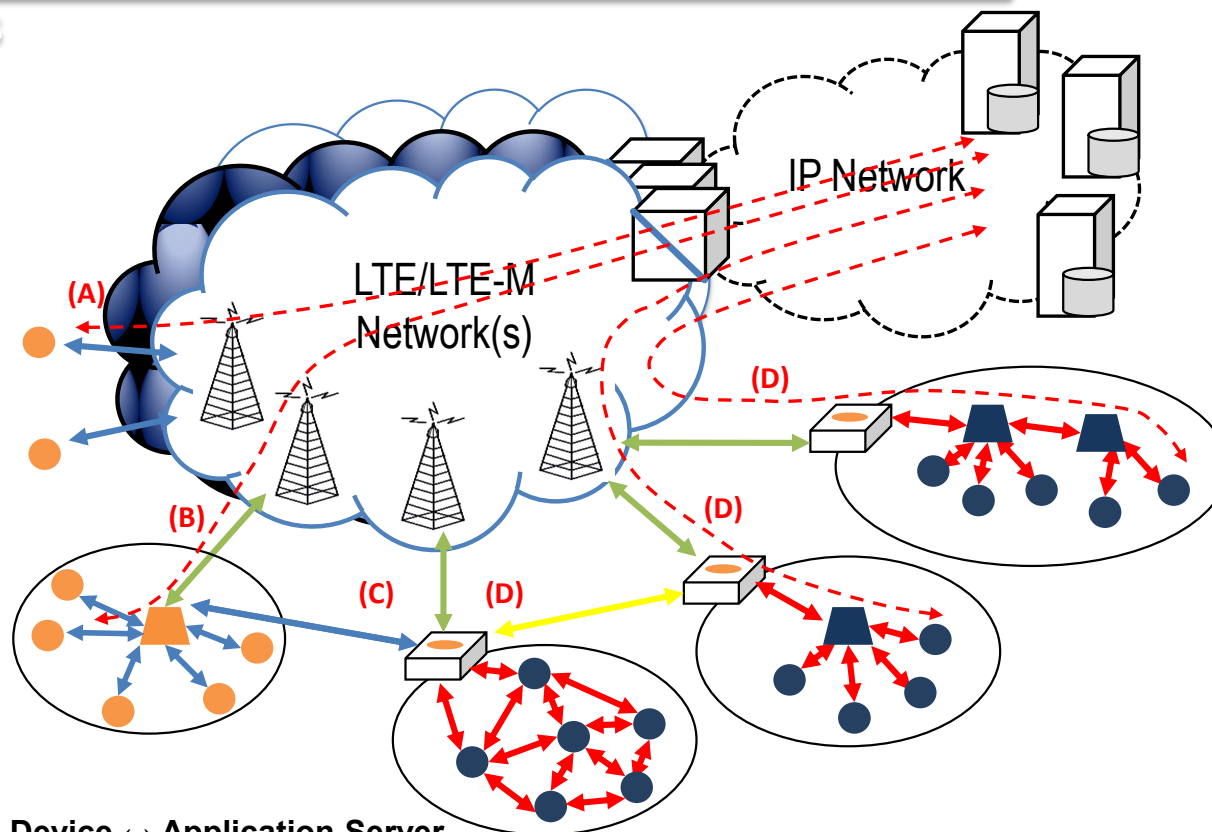 IP Network
LTE/LTE-M
Network(s)
(A)
(D)
(B)
(D)
(C)
(D)
Device ↔ Application Server